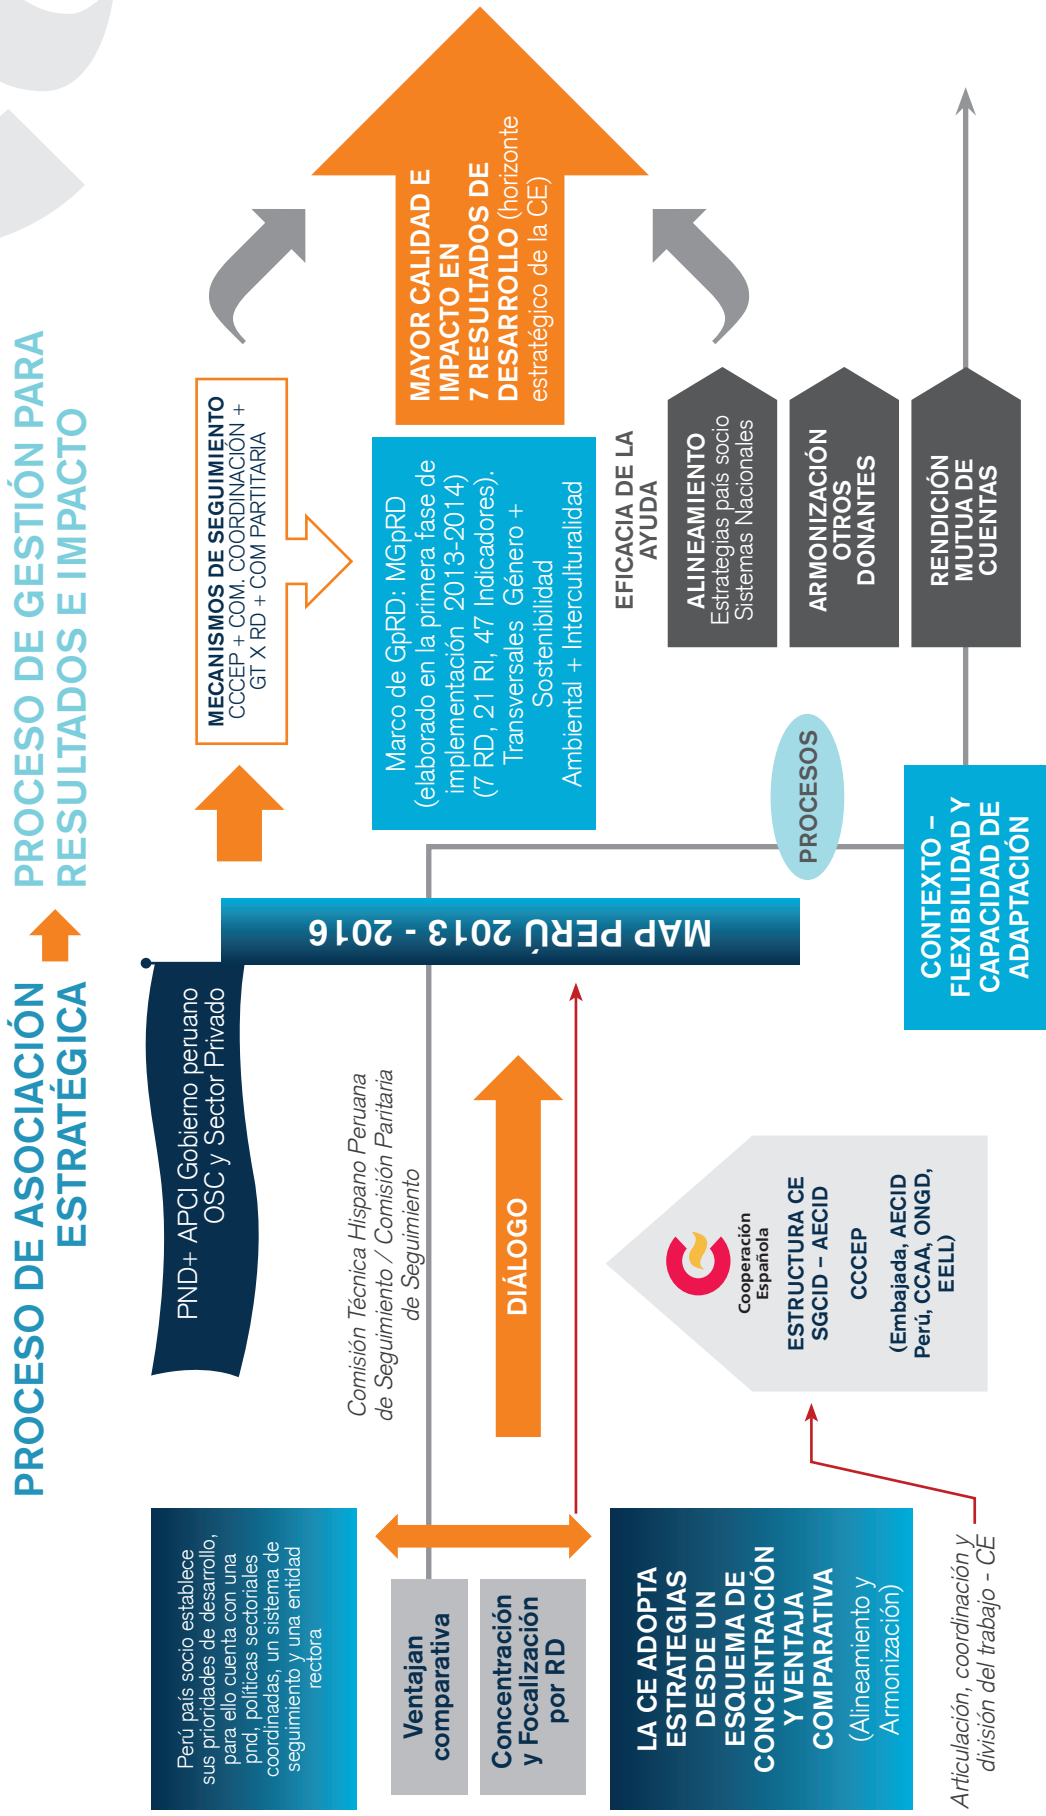 PROCESO DE ASOCIACIÓN
ESTRATÉGICA
PROCESO DE GESTIÓN PARA
RESULTADOS E IMPACTO
Perú país socio establece
sus prioridades de desarrollo,
para ello cuenta con una
pnd, políticas sectoriales
coordinadas, un sistema de
seguimiento y una entidad
rectora
PND+ APCI Gobierno peruano
OSC y Sector Privado
Comisión Técnica Hispano Peruana
de Seguimiento / Comisión Paritaria
de Seguimiento
Ventajan
comparativa
Concentración
y Focalización
por RD
DIÁLOGO
LA CE ADOPTA
ESTRATEGIAS
DESDE UN
ESQUEMA DE
CONCENTRACIÓN
Y VENTAJA
COMPARATIVA
(Alineamiento y
Armonización)
Articulación, coordinación y
división del trabajo - CE
Cooperación
Española
ESTRUCTURA CE
SGCID – AECID
CCCEP
(Embajada, AECID
Perú, CCAA, ONGD,
EELL)
MAP PERÚ 2013 - 2016
MECANISMOS DE SEGUIMIENTO
CCCEP + COM. COORDINACIÓN +
GT X RD + COM PARTITARIA
Marco de GpRD: MGpRD
(elaborado en la primera fase de
implementación 2013-2014)
(7 RD, 21 RI, 47 Indicadores).
Transversales Género +
Sostenibilidad
Ambiental + Interculturalidad
MAYOR CALIDAD E
IMPACTO EN
7 RESULTADOS DE
DESARROLLO (horizonte
estratégico de la CE)
EFICACIA DE LA
AYUDA
ALINEAMIENTO
Estrategias país socio
Sistemas Nacionales
ARMONIZACIÓN
OTROS
DONANTES
RENDICIÓN
MUTUA DE
CUENTAS
PROCESOS
CONTEXTO –
FLEXIBILIDAD Y
CAPACIDAD DE
ADAPTACIÓN